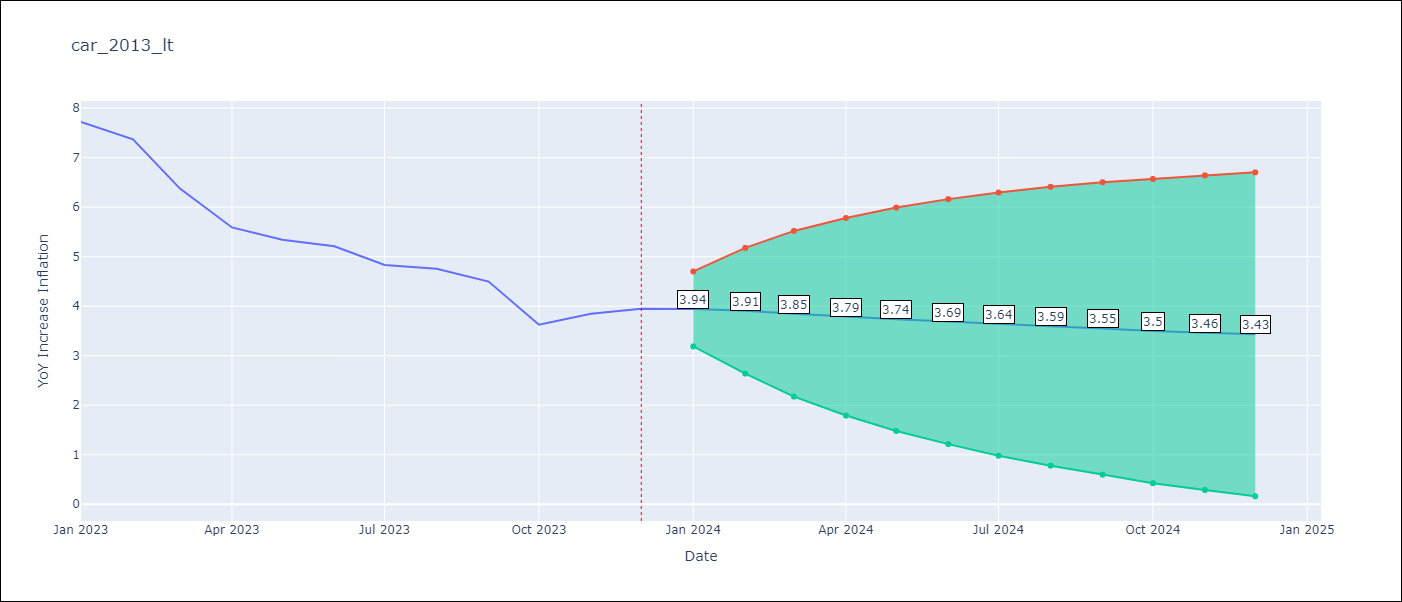 car_2013_lt
8
7
6
5
4
3
2
1
0
YoY Increase Inflation
3.94
3.91
3.85
3.79
3.74
3.69
3.64
3.59
3.55
3.5
3.46
3.43
Jan 2023
Apr 2023
Jul 2023
Oct 2023
Jan 2024
Apr 2024
Jul 2024
Oct 2024
Jan 2025
Date